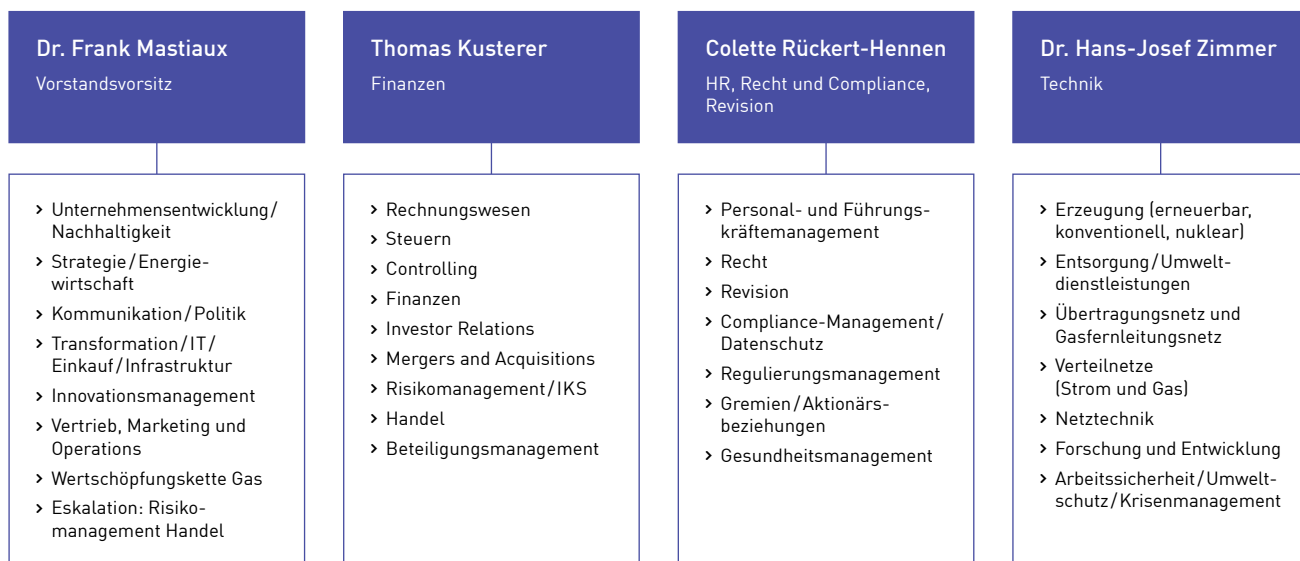 Dr. Frank Mastiaux
Vorstandsvorsitz
› Unternehmensentwicklung/
Nachhaltigkeit
› Strategie/Energie-
wirtschaft
› Kommunikation/Politik
› Transformation/IT/
Einkauf/Infrastruktur
› Innovationsmanagement
› Vertrieb, Marketing und
Operations
› Wertschöpfungskette Gas
› Eskalation: Risiko-
management Handel
Thomas Kusterer
Finanzen
› Rechnungswesen
› Steuern
› Controlling
› Finanzen
› Investor Relations
› Mergers and Acquisitions
› Risikomanagement/IKS
› Handel
› Beteiligungsmanagement
Colette Rückert-Hennen
HR, Recht und Compliance,
Revision
› Personal- und Führungs-
kräftemanagement
› Recht
› Revision
› Compliance-Management/
Datenschutz
› Regulierungsmanagement
› Gremien/Aktionärs-
beziehungen
› Gesundheitsmanagement
Dr. Hans-Josef Zimmer
Technik
› Erzeugung (erneuerbar,
konventionell, nuklear)
› Entsorgung/Umwelt-
dienstleistungen
› Übertragungsnetz und
Gasfernleitungsnetz
› Verteilnetze
(Strom und Gas)
› Netztechnik
› Forschung und Entwicklung
› Arbeitssicherheit/Umwelt-
schutz/Krisenmanagement